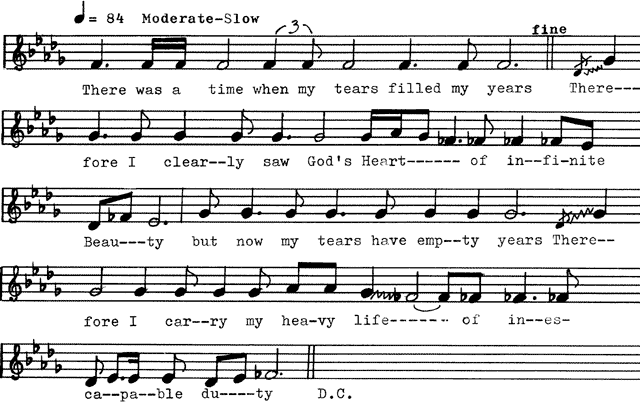 ♩= 84 Moderate-Slow
fine
3
There was a time when my tears filled my years There---
fore I clear--ly saw God's Heart------ of in--fi-nite
Beau---ty but now my tears have emp--ty years There--
fore I car--ry my hea-vy life------ of in--es-
ca--pa--ble du----ty D.C.